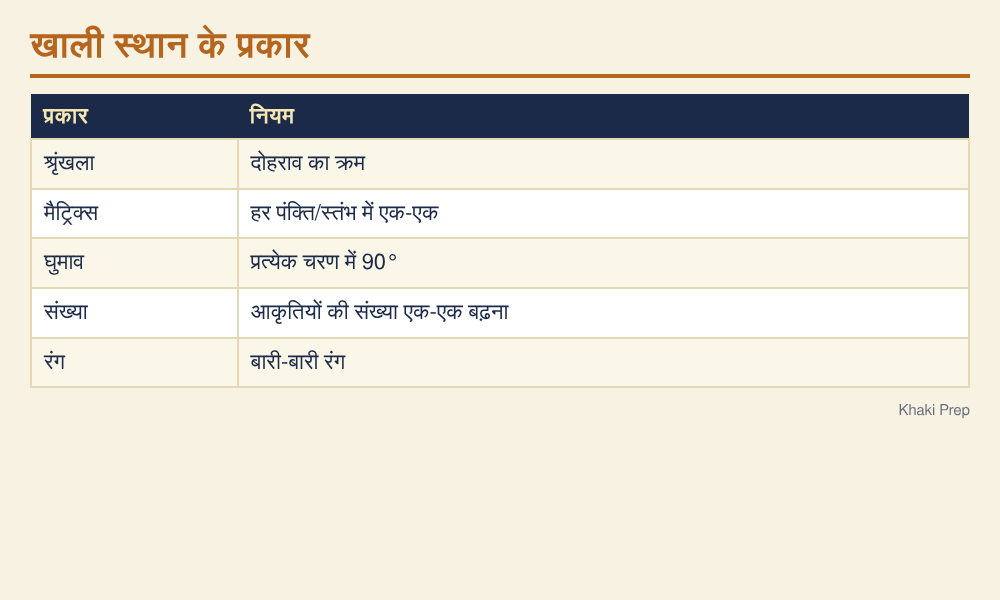 खाली स्थान के प्रकार
प्रकार नियम
श्रृंखला दोहराव का क्रम
मैट्रिक्स हर पंक्ति/स्तंभ में एक-एक
घुमाव प्रत्येक चरण में 90°
संख्या आकृतियों की संख्या एक-एक बढ़ना
रंग बारी-बारी रंग
Khaki Prep